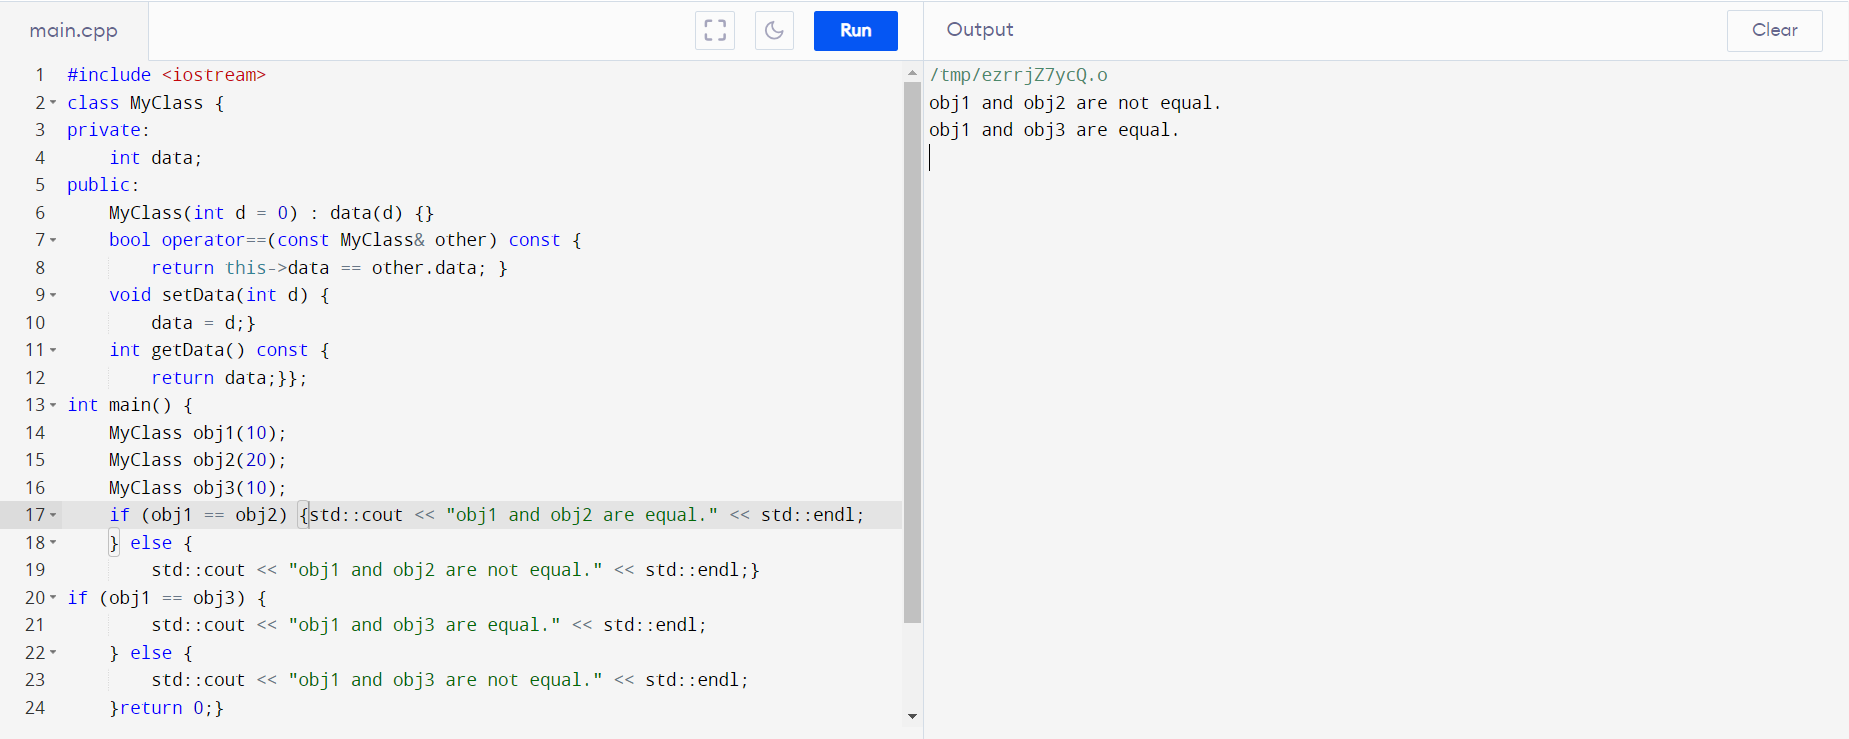 main.cpp
Run
1 #include <iostream>
2 class MyClass {
3 private:
4     int data;
5 public:
6     MyClass(int d = 0) : data(d) {}
7     bool operator==(const MyClass& other) const {
8         return this->data == other.data; }
9     void setData(int d) {
10         data = d;}
11     int getData() const {
12         return data;}};
13 int main() {
14     MyClass obj1(10);
15     MyClass obj2(20);
16     MyClass obj3(10);
17     if (obj1 == obj2) {std::cout << "obj1 and obj2 are equal." << std::endl;
18     } else {
19         std::cout << "obj1 and obj2 are not equal." << std::endl;}
20 if (obj1 == obj3) {
21         std::cout << "obj1 and obj3 are equal." << std::endl;
22     } else {
23         std::cout << "obj1 and obj3 are not equal." << std::endl;
24     }return 0;}
Output
Clear
/tmp/ezrrjZ7ycQ.o
obj1 and obj2 are not equal.
obj1 and obj3 are equal.